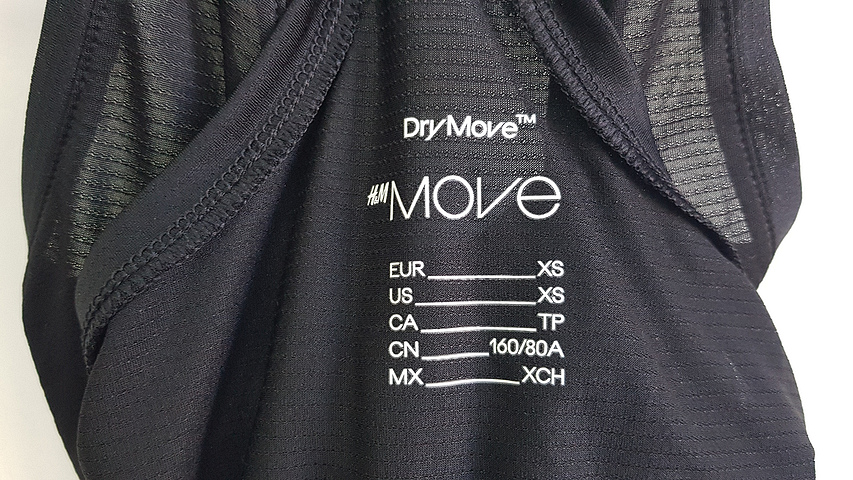 DryMove™
H&M MOVE
EUR XS
US XS
CA TP
CN 160/80A
MX XCH